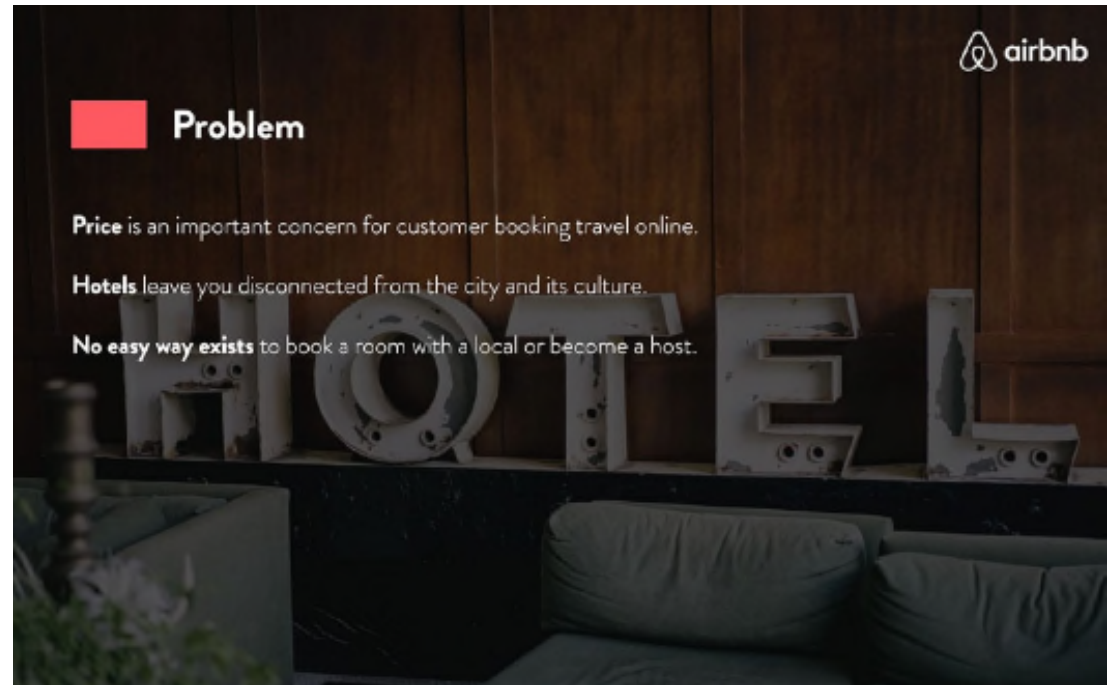 airbnb
Problem
Price is an important concern for customer booking travel online.
Hotels leave you disconnected from the city and its culture.
No easy way exists to book a room with a local or become a host.
HOTEL